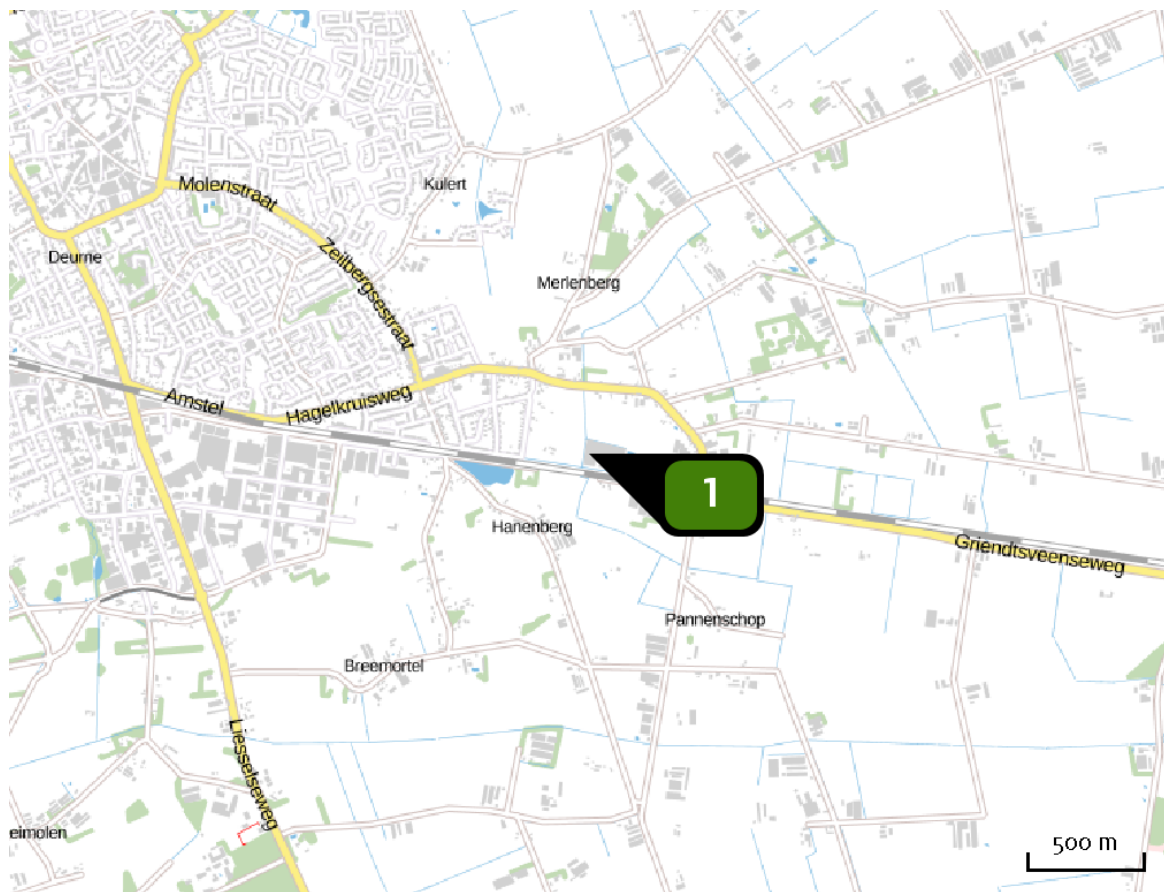 Molenstraat
Kulert
Deurne
Zeilbergsestraat
Merlenberg
Amstel
Hagelkruisweg
1
Hanenberg
Griendtsveenseweg
Pannenschop
Breemortel
Liesselseweg
eimolen
500 m